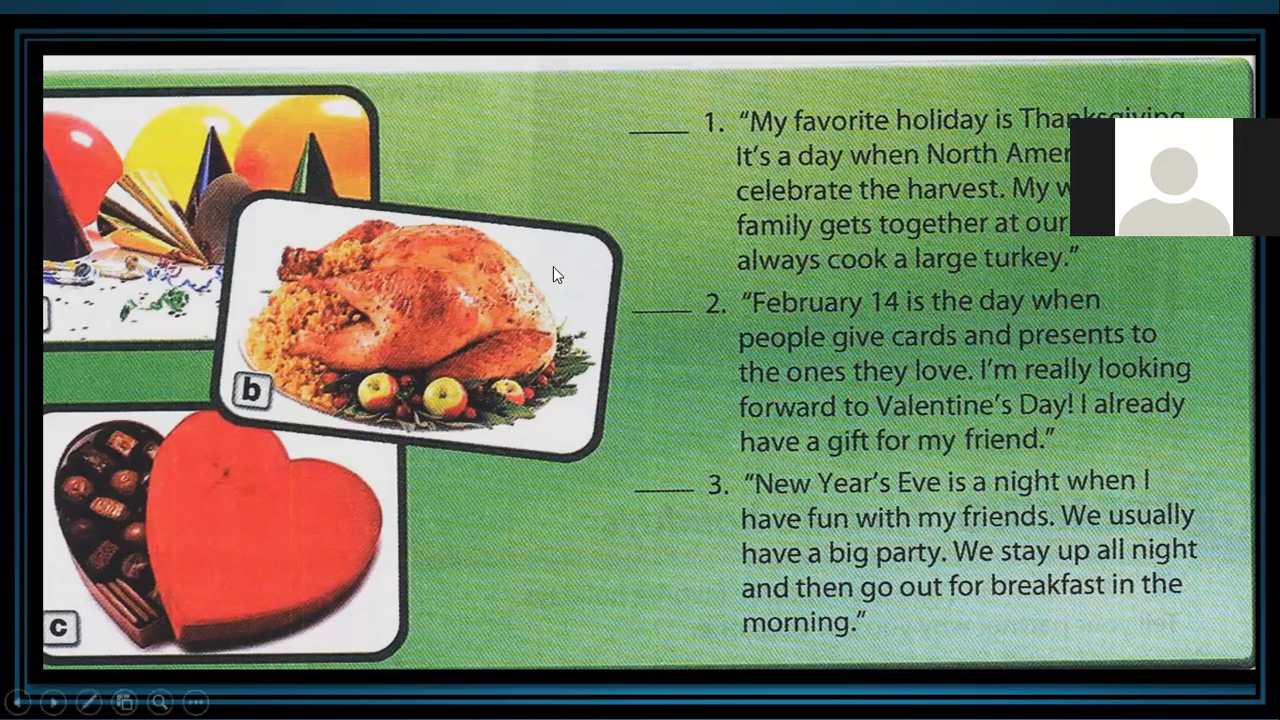 1. "My favorite holiday is Thanksgiving.
It's a day when North
celebrate the harvest. My
family gets together at our
always cook a large turkey."
2. "February 14 is the day when
people give cards and presents to
the ones they love. I'm really looking
forward to Valentine's Day! I already
have a gift for my friend."
3. "New Year's Eve is a night when I
have fun with my friends. We usually
have a big party. We stay up all night
and then go out for breakfast in the
morning."
b
c